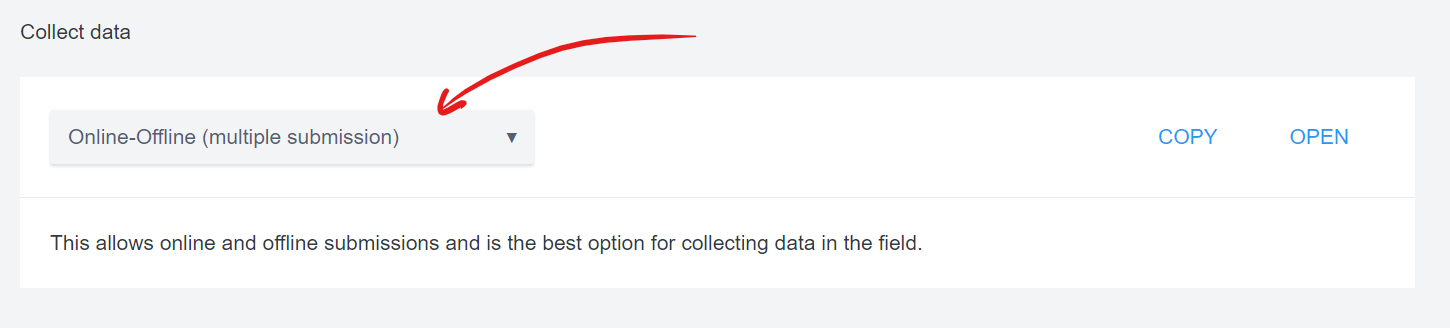 Collect data
Online-Offline (multiple submission) ▼ COPY OPEN
This allows online and offline submissions and is the best option for collecting data in the field.